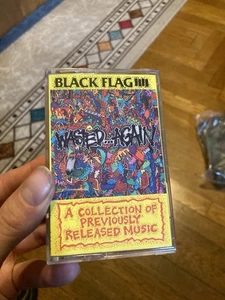 BLACK FLAG
WASTED...AGAIN
A COLLECTION OF
PREVIOUSLY
RELEASED MUSIC